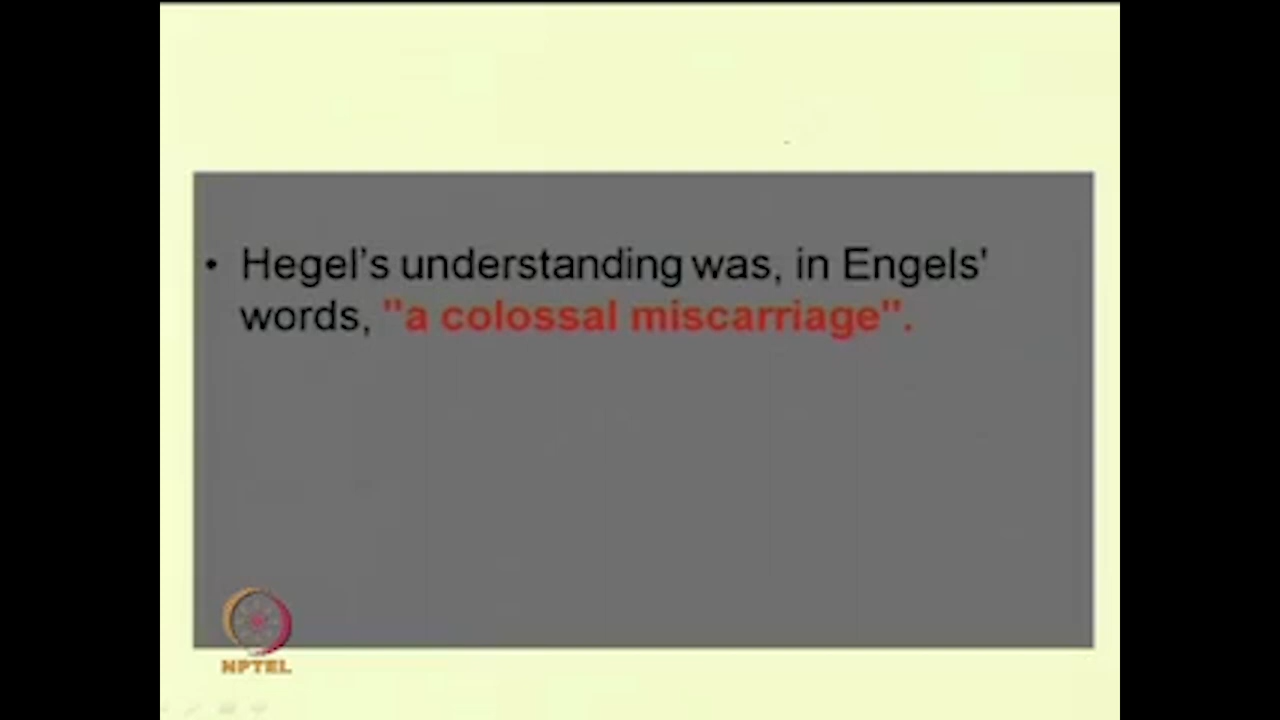 • Hegel's understanding was, in Engels'
words, "a colossal miscarriage".
NPTEL